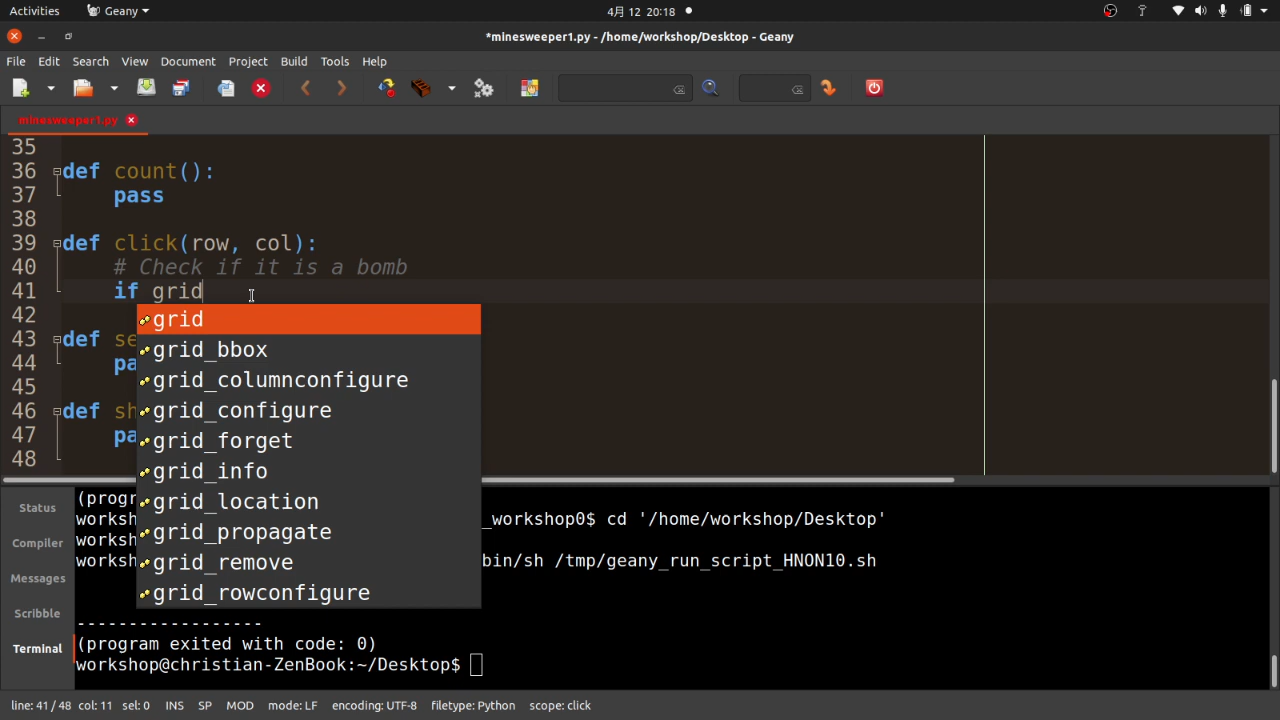 Activities Geany 4月 12 20:18
*minesweeper1.py - /home/workshop/Desktop - Geany
File Edit Search View Document Project Build Tools Help
minesweeper1.py
35
36 def count():
37 pass
38
39 def click(row, col):
40 # Check if it is a bomb
41 if grid
42 grid
43 def se grid_bbox
44 pa grid_columnconfigure
45 grid_configure
46 def sh grid_forget
47 pa grid_info
48 grid_location
grid_propagate
grid_remove
grid_rowconfigure
Status
Compiler
Messages
Scribble
Terminal
(progr
worksh _workshop0$ cd '/home/workshop/Desktop'
worksh
worksh bin/sh /tmp/geany_run_script_HNON10.sh
------------------
(program exited with code: 0)
workshop@christian-ZenBook:~/Desktop$
line: 41 / 48 col: 11 sel: 0 INS SP MOD mode: LF encoding: UTF-8 filetype: Python scope: click